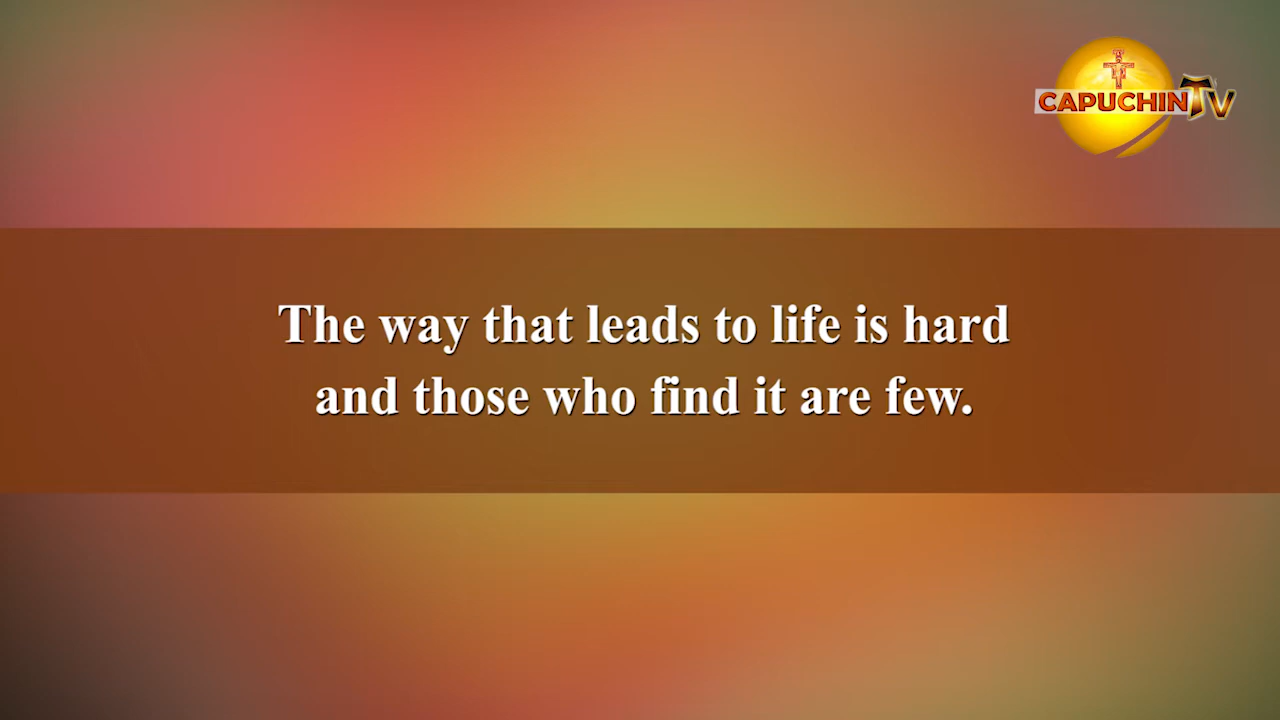 CAPUCHIN TV
The way that leads to life is hard
and those who find it are few.